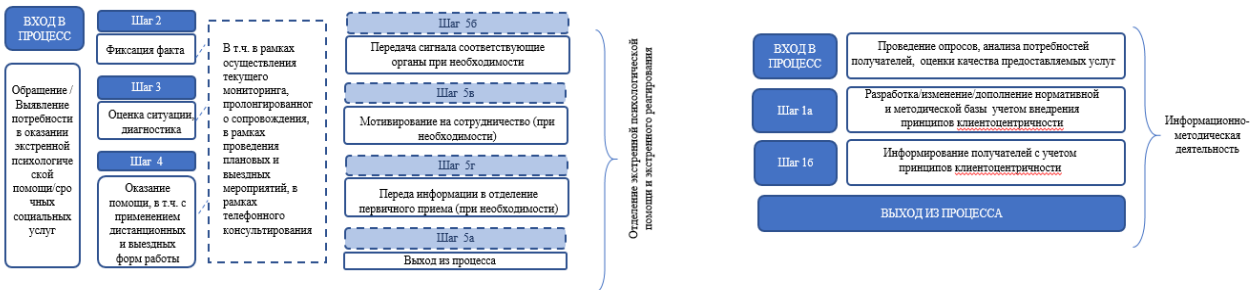 ВХОД В
ПРОЦЕСС
Обращение /
Выявление
потребности
в оказании
экстренной
психологиче
ской
помощи/сро
чных
социальных
услуг
Шаг 2
Фиксация факта
Шаг 3
Оценка ситуации,
диагностика
Шаг 4
Оказание
помощи, в т.ч. с
применением
дистанционных
и выездных
форм работы
В т.ч. в рамках
осуществления
текущего
мониторинга,
пролонгированног
о сопровождения,
в рамках
проведения
плановых и
выездных
мероприятий, в
рамках
телефонного
консультирования
Шаг 5б
Передача сигнала соответствующие
органы при необходимости
Шаг 5в
Мотивирование на сотрудничество (при
необходимости)
Шаг 5г
Переда информации в отделение
первичного приема (при необходимости)
Шаг 5а
Выход из процесса
Отделение экстренной психологической
помощи и экстренного реагирования
ВХОД В
ПРОЦЕСС
Проведение опросов, анализа потребностей
получателей, оценки качества предоставляемых услуг
Шаг 1а
Разработка/изменение/дополнение нормативной
и методической базы учетом внедрения
принципов клиентоцентричности
Шаг 1б
Информирование получателей с учетом
принципов клиентоцентричности
ВЫХОД ИЗ ПРОЦЕССА
Информационно-
методическая
деятельность